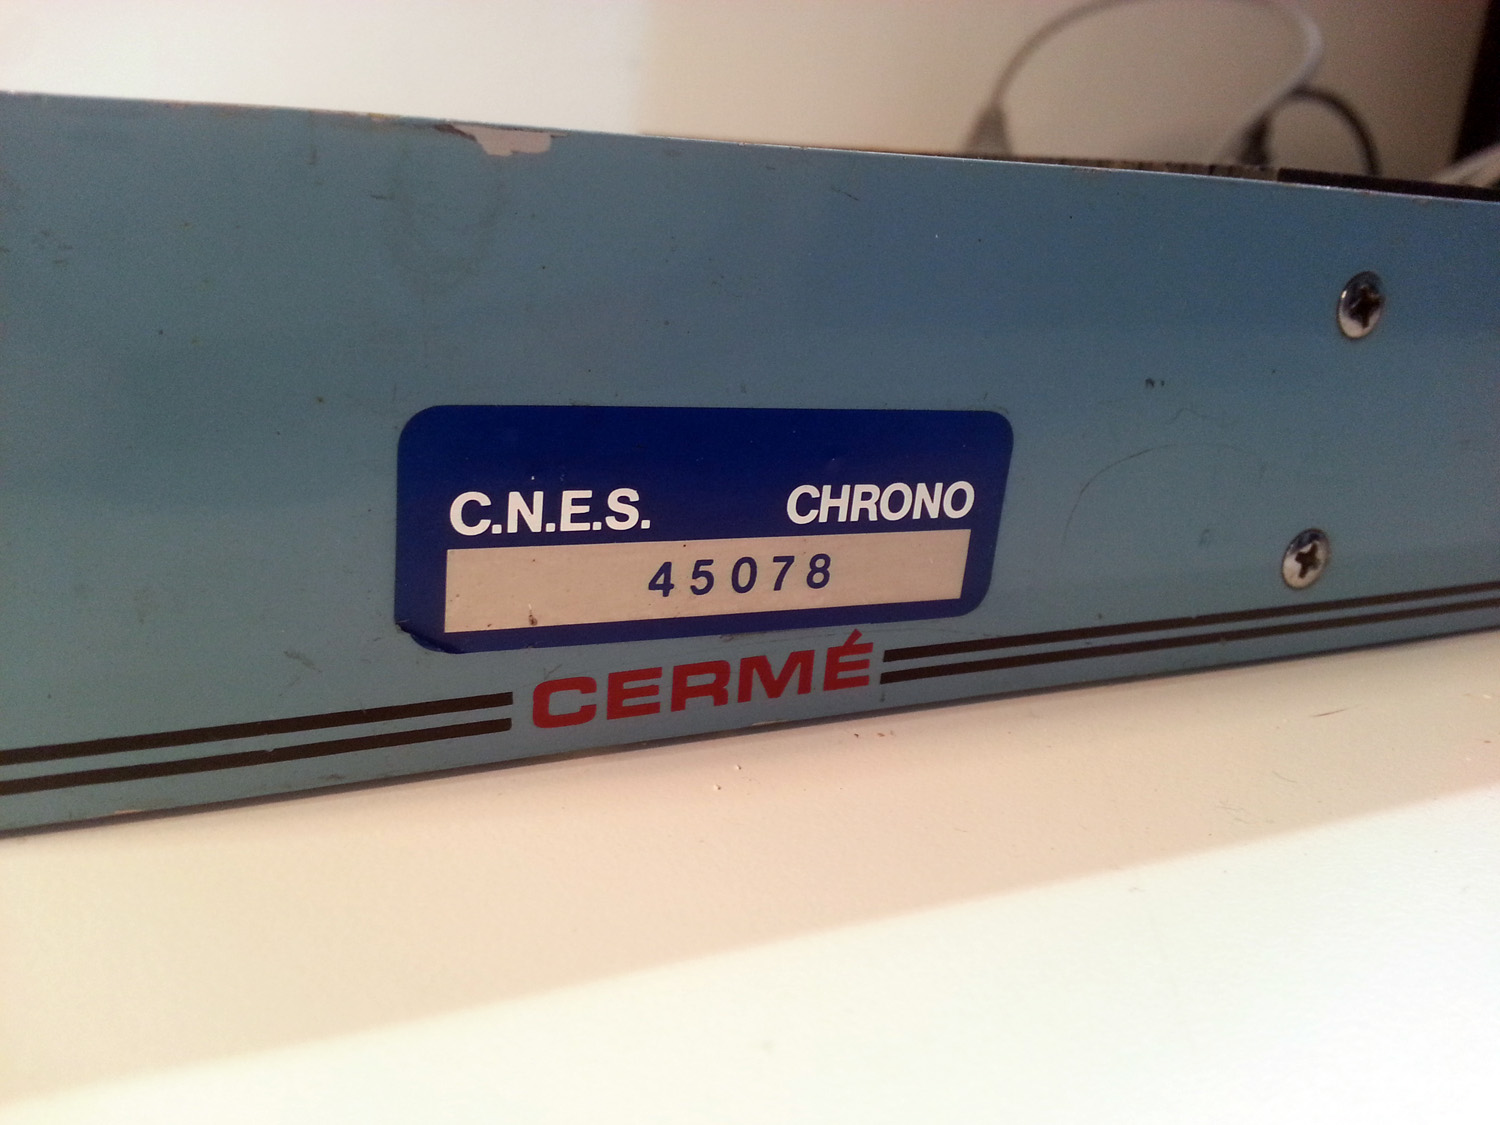 C.N.E.S. CHRONO
45078
CERMÉ